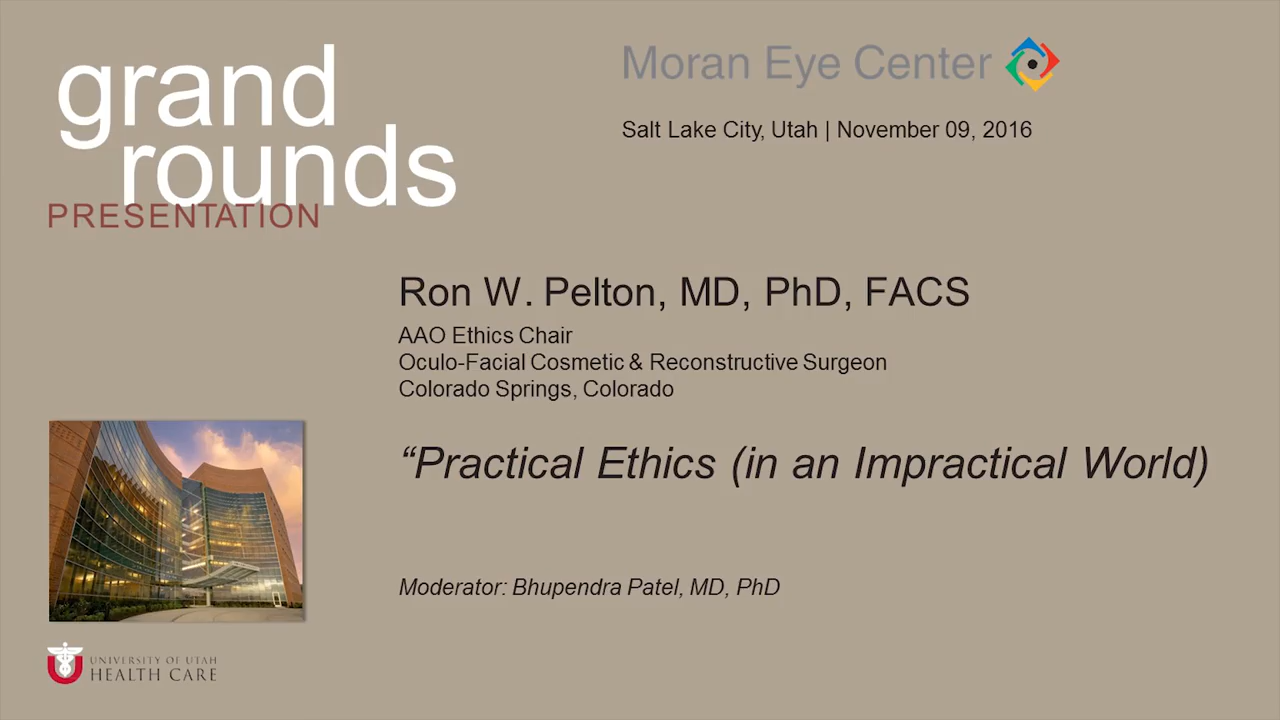 grand
rounds
PRESENTATION
Moran Eye Center
Salt Lake City, Utah | November 09, 2016
Ron W. Pelton, MD, PhD, FACS
AAO Ethics Chair
Oculo-Facial Cosmetic & Reconstructive Surgeon
Colorado Springs, Colorado
“Practical Ethics (in an Impractical World)
Moderator: Bhupendra Patel, MD, PhD
UNIVERSITY OF UTAH
HEALTH CARE